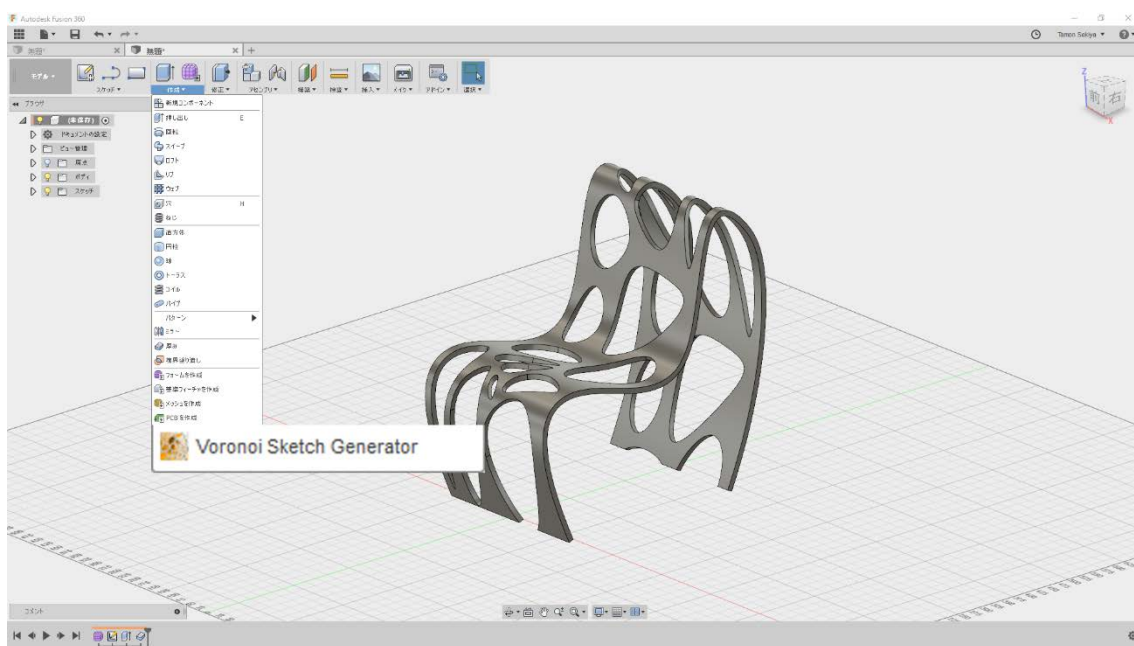 Autodesk Fusion 360
Tomon Sekiya
無題*
無題*
モデル
スケッチ
作成
修正
アセンブリ
構築
検査
挿入
メイク
アドイン
選択
ブラウザ
(未保存)
ドキュメントの設定
ビュー管理
原点
ボディ
スケッチ
新規コンポーネント
押し出し E
回転
スイープ
ロフト
リブ
ウェブ
穴 H
ねじ
直方体
円柱
球
トーラス
コイル
パイプ
パターン
ミラー
厚み
境界塗り潰し
フォームを作成
基準フィーチャを作成
メッシュを作成
PCB を作成
Voronoi Sketch Generator
Z
前
右
X
コメント